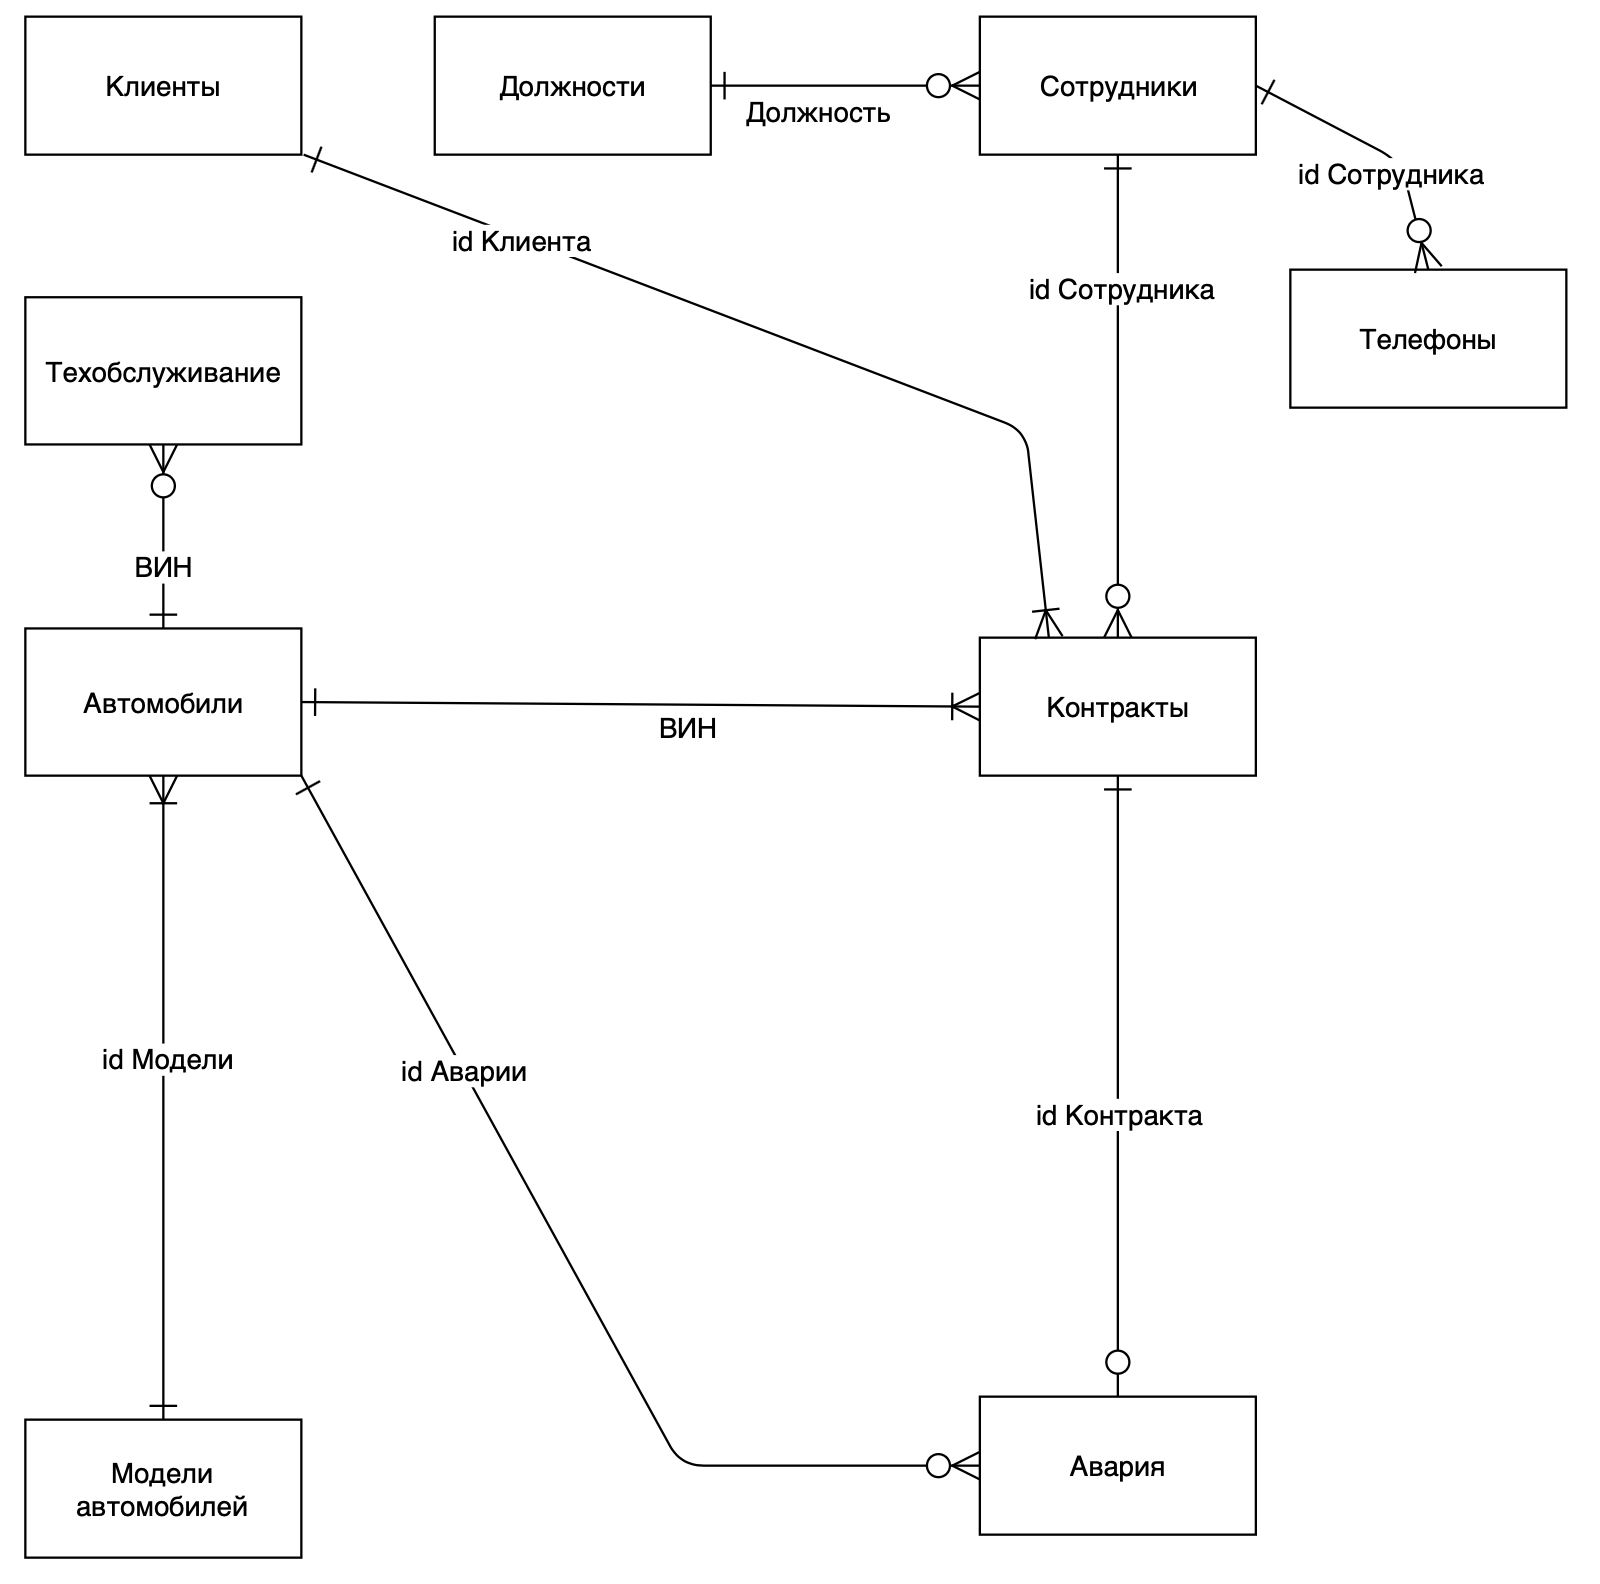 Клиенты
Должности
Должность
Сотрудники
id Сотрудника
id Клиента
id Сотрудника
Телефоны
Техобслуживание
ВИН
Автомобили
ВИН
Контракты
id Модели
id Аварии
id Контракта
Модели
автомобилей
Авария